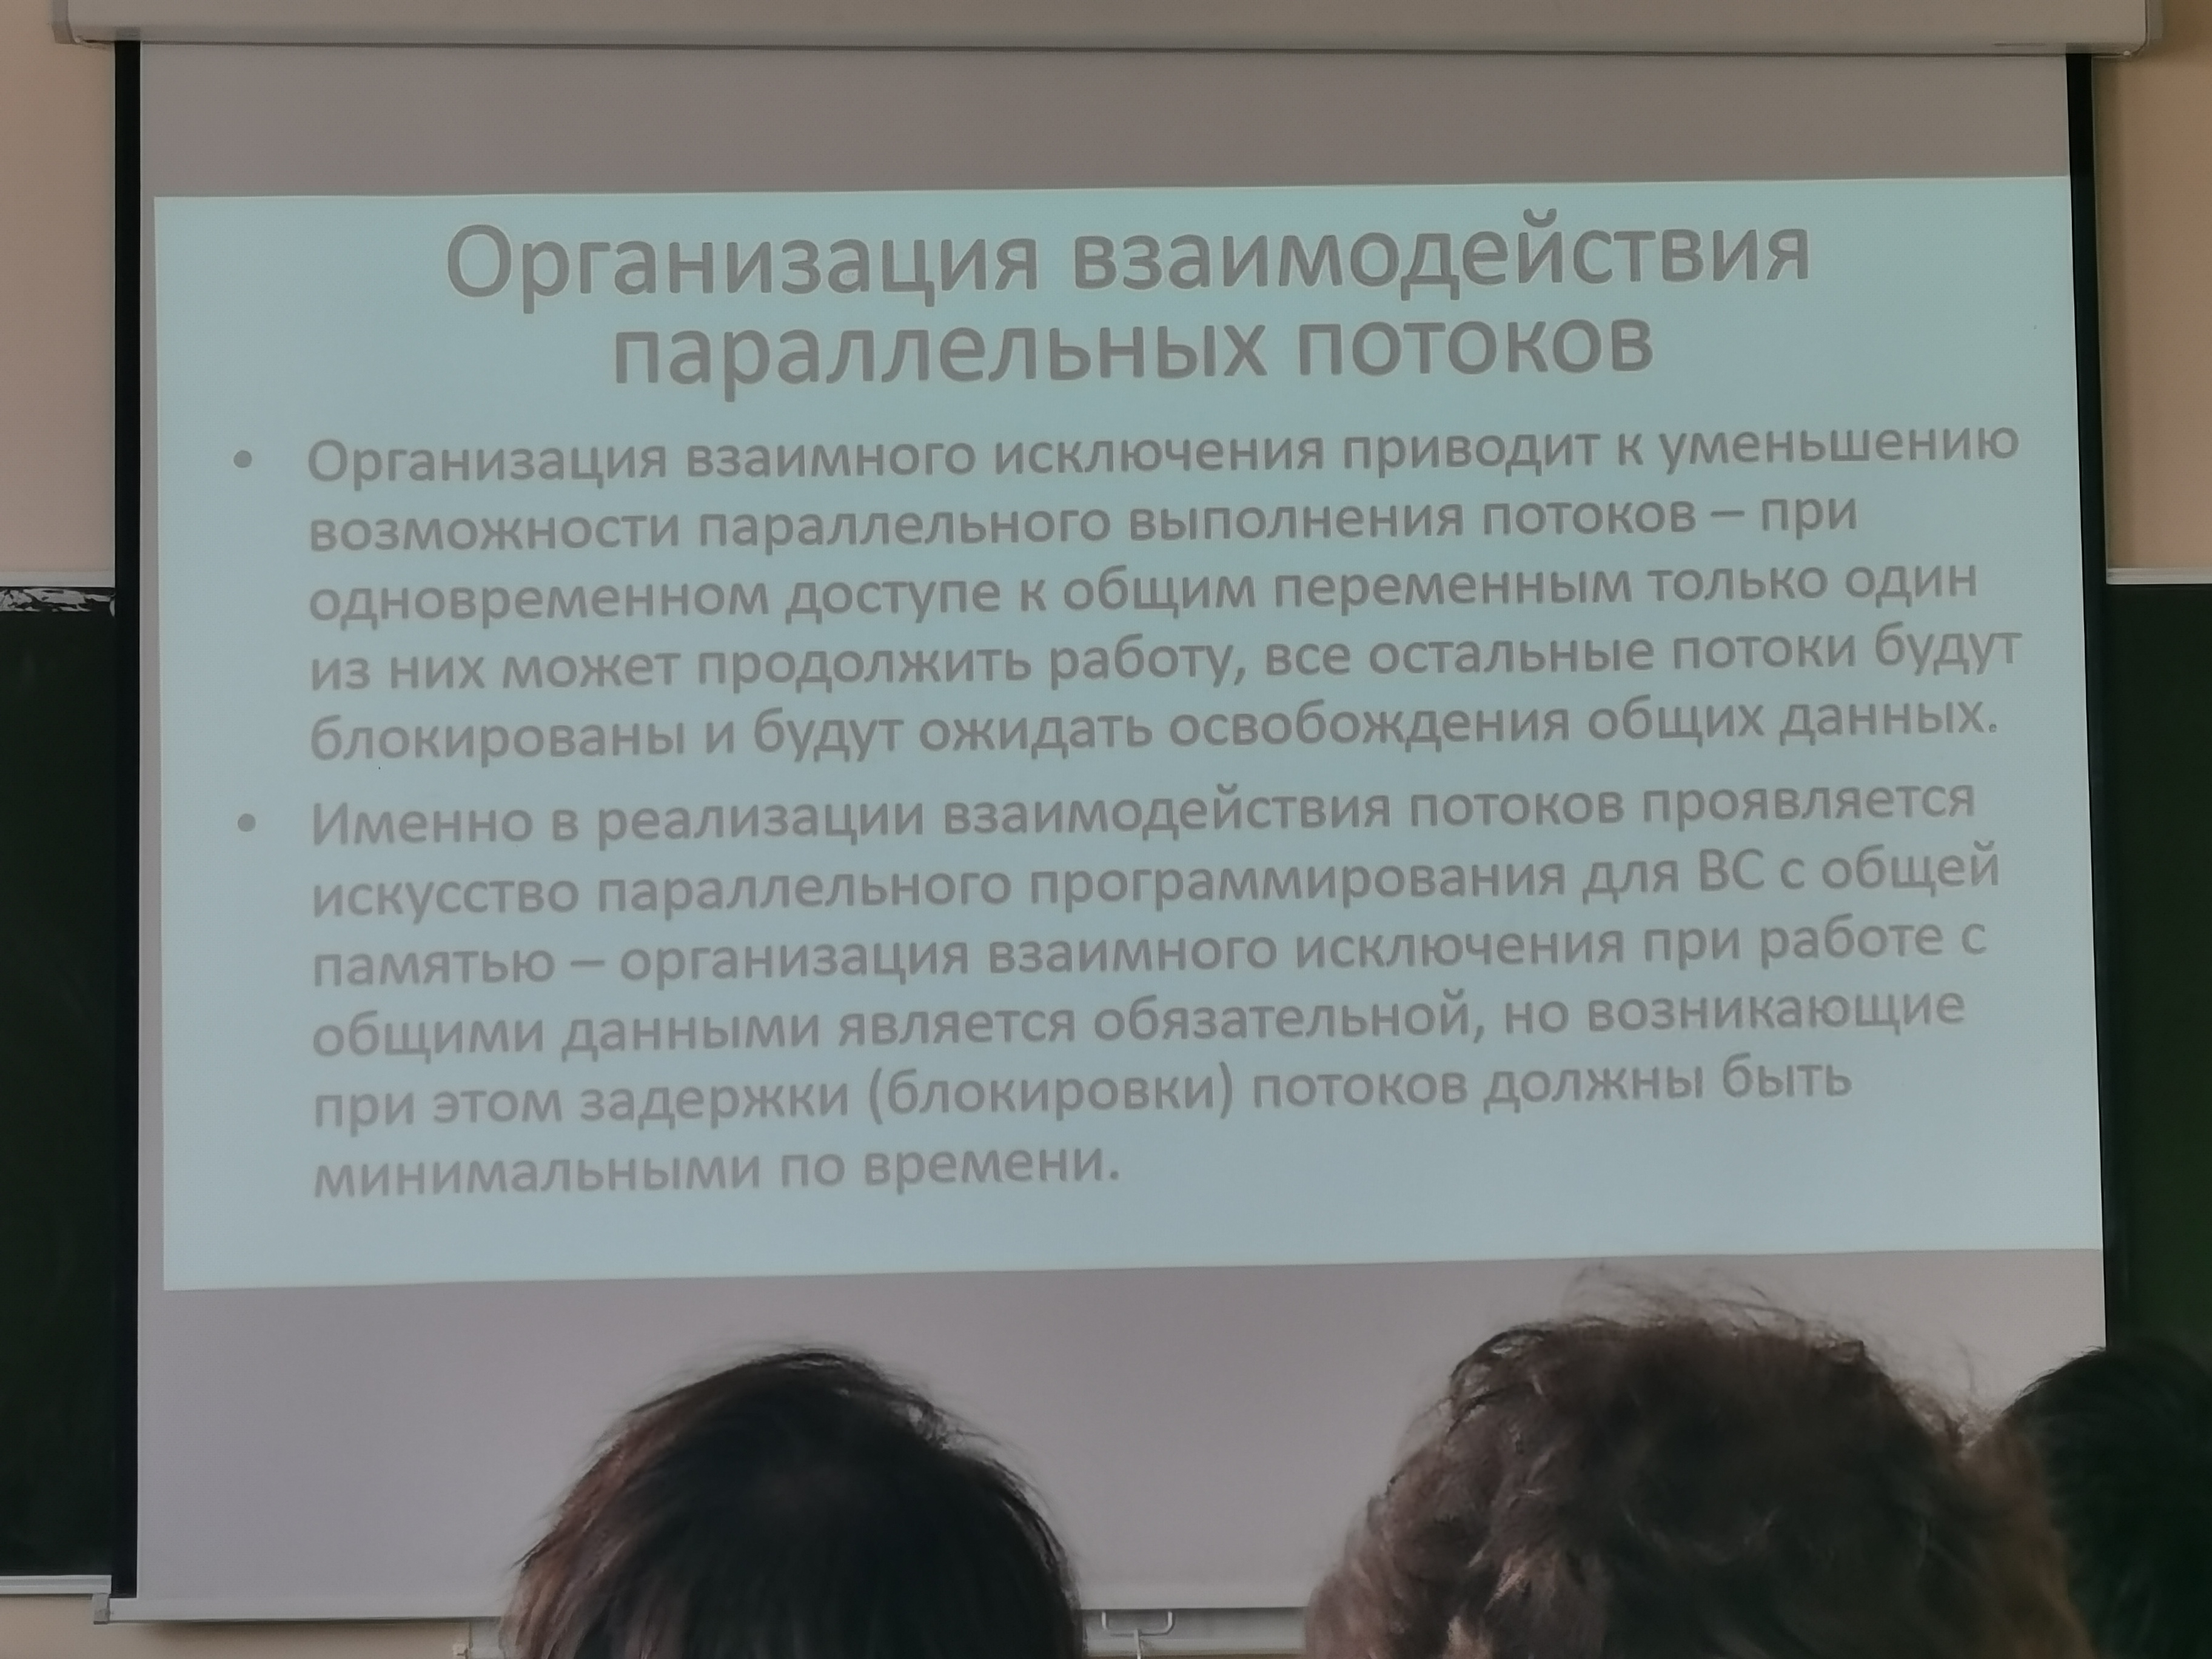 Организация взаимодействия
параллельных потоков
• Организация взаимного исключения приводит к уменьшению
возможности параллельного выполнения потоков – при
одновременном доступе к общим переменным только один
из них может продолжить работу, все остальные потоки будут
блокированы и будут ожидать освобождения общих данных.
• Именно в реализации взаимодействия потоков проявляется
искусство параллельного программирования для ВС с общей
памятью – организация взаимного исключения при работе с
общими данными является обязательной, но возникающие
при этом задержки (блокировки) потоков должны быть
минимальными по времени.